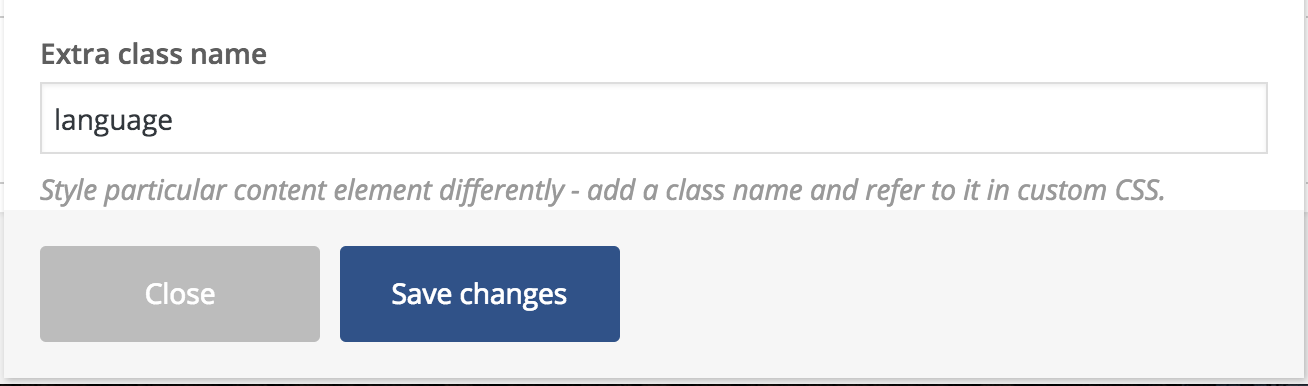 Extra class name
language
Style particular content element differently - add a class name and refer to it in custom CSS.
Close
Save changes